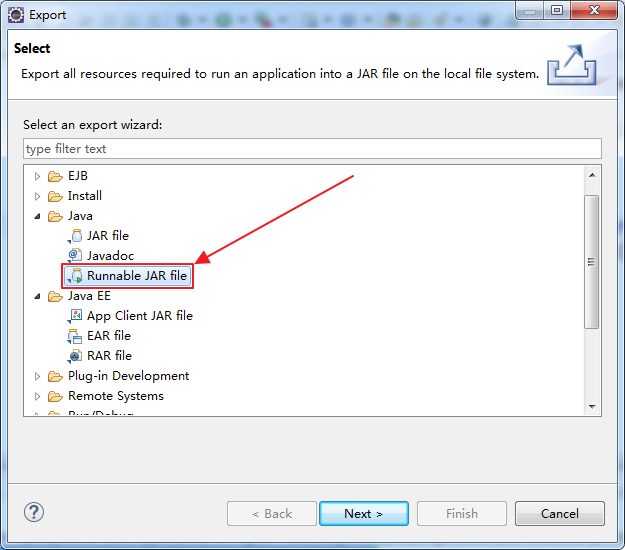 Export
Select
Export all resources required to run an application into a JAR file on the local file system.
Select an export wizard:
type filter text
EJB
Install
Java
JAR file
Javadoc
Runnable JAR file
Java EE
App Client JAR file
EAR file
RAR file
Plug-in Development
Remote Systems
Run/Debug
< Back
Next >
Finish
Cancel